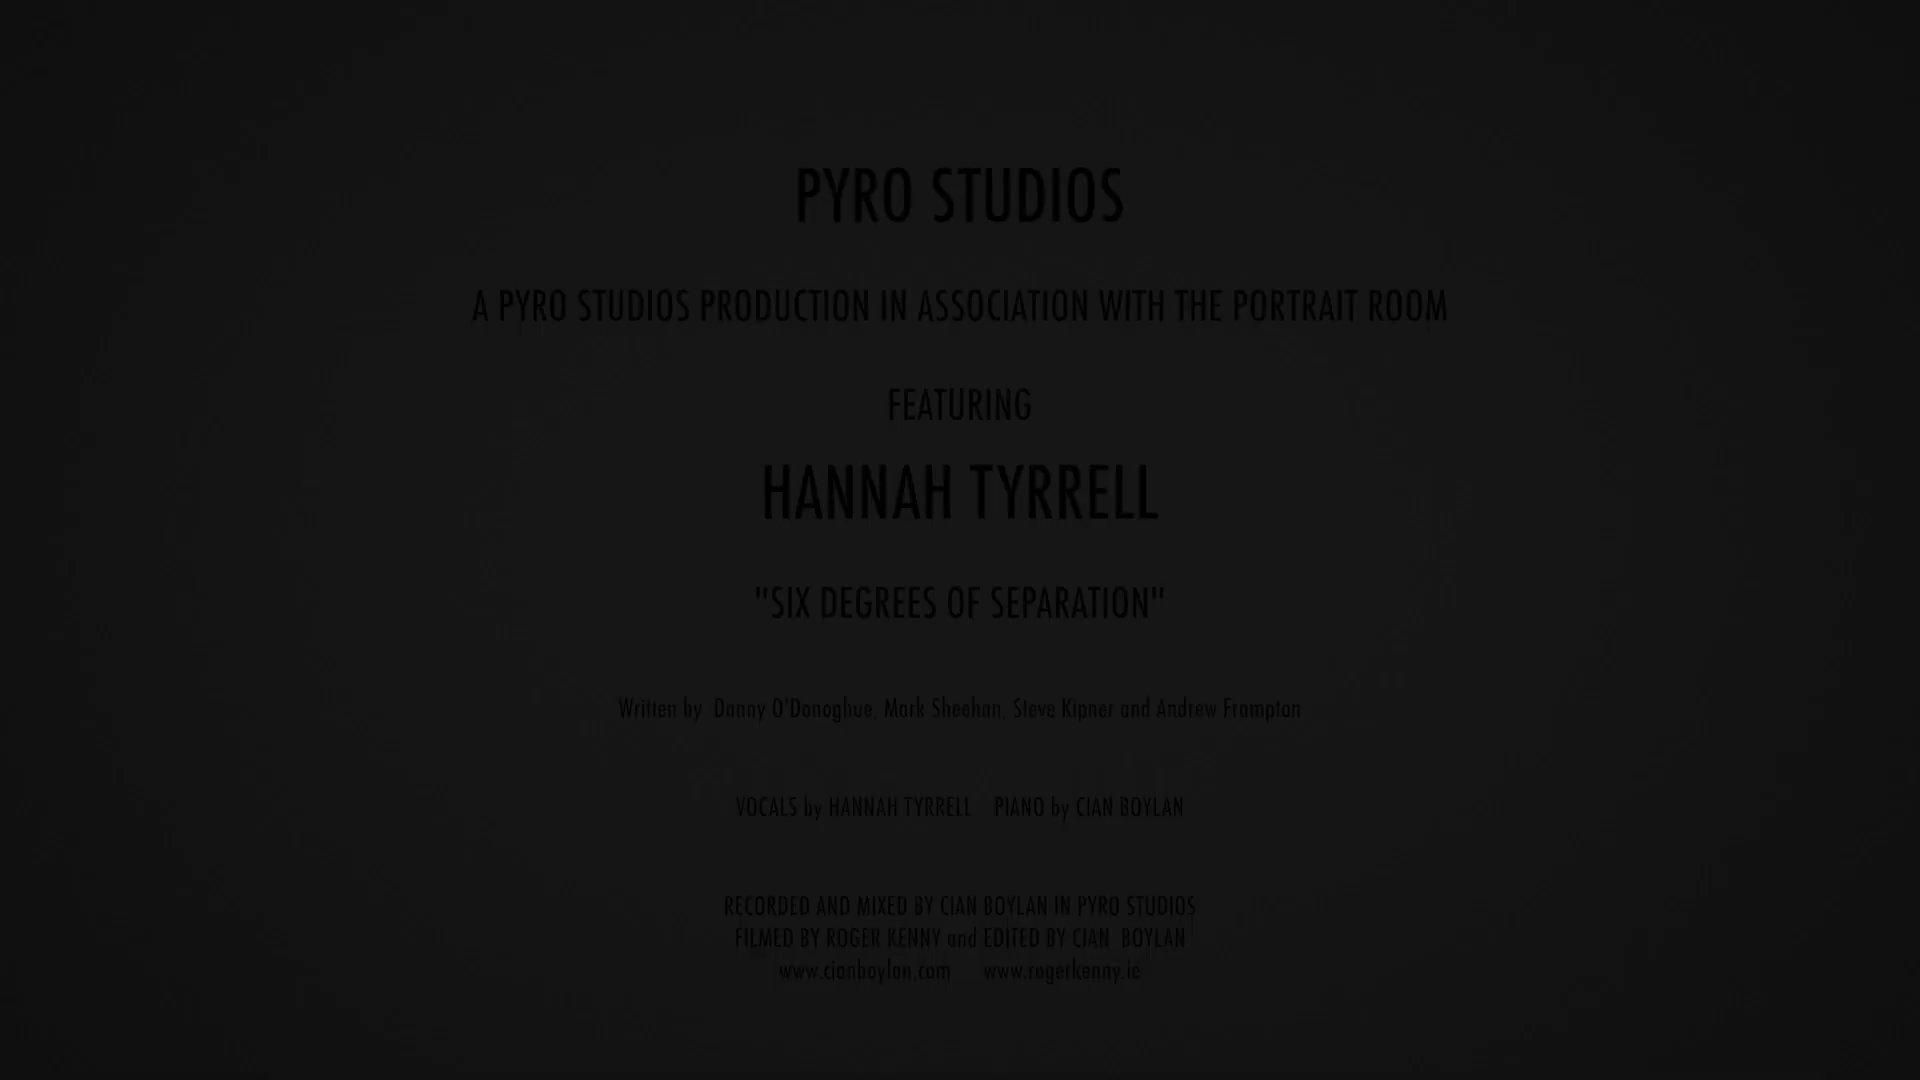 PYRO STUDIOS
A PYRO STUDIOS PRODUCTION IN ASSOCIATION WITH THE PORTRAIT ROOM
FEATURING
HANNAH TYRRELL
"SIX DEGREES OF SEPARATION"
Written by  Danny O'Donoghue, Mark Sheehan, Steve Kipner and Andrew Frampton
VOCALS by HANNAH TYRRELL    PIANO by CIAN BOYLAN
RECORDED AND MIXED BY CIAN BOYLAN IN PYRO STUDIOS
FILMED BY ROGER KENNY and EDITED BY CIAN  BOYLAN
www.cianboylan.com      www.rogerkenny.ie